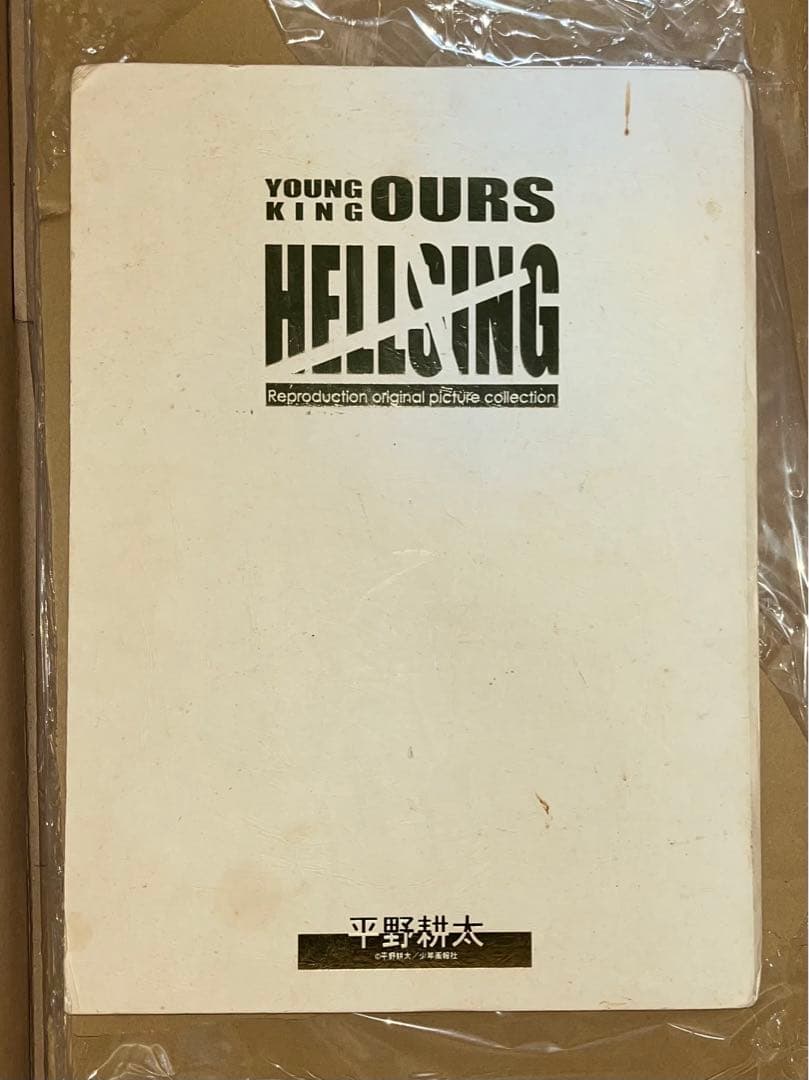 YOUNG KING OURS
HELLSING
Reproduction original picture collection
平野耕太
©平野耕太/少年画報社